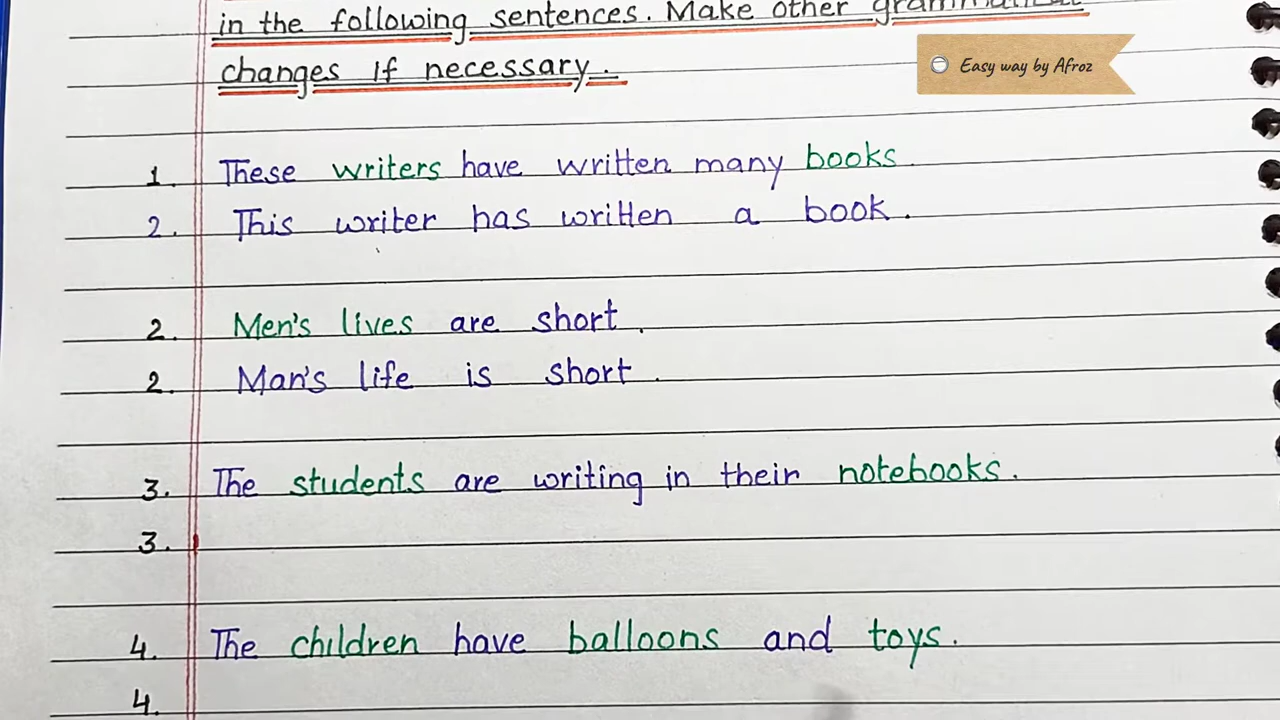 in the following sentences. Make other grammatical
changes If necessary.
Easy way by Afroz
1. These writers have written many books.
2. This writer has written a book.
2. Men's lives are short.
2. Man's life is short.
3. The students are writing in their notebooks.
3.
4. The children have balloons and toys.
4.